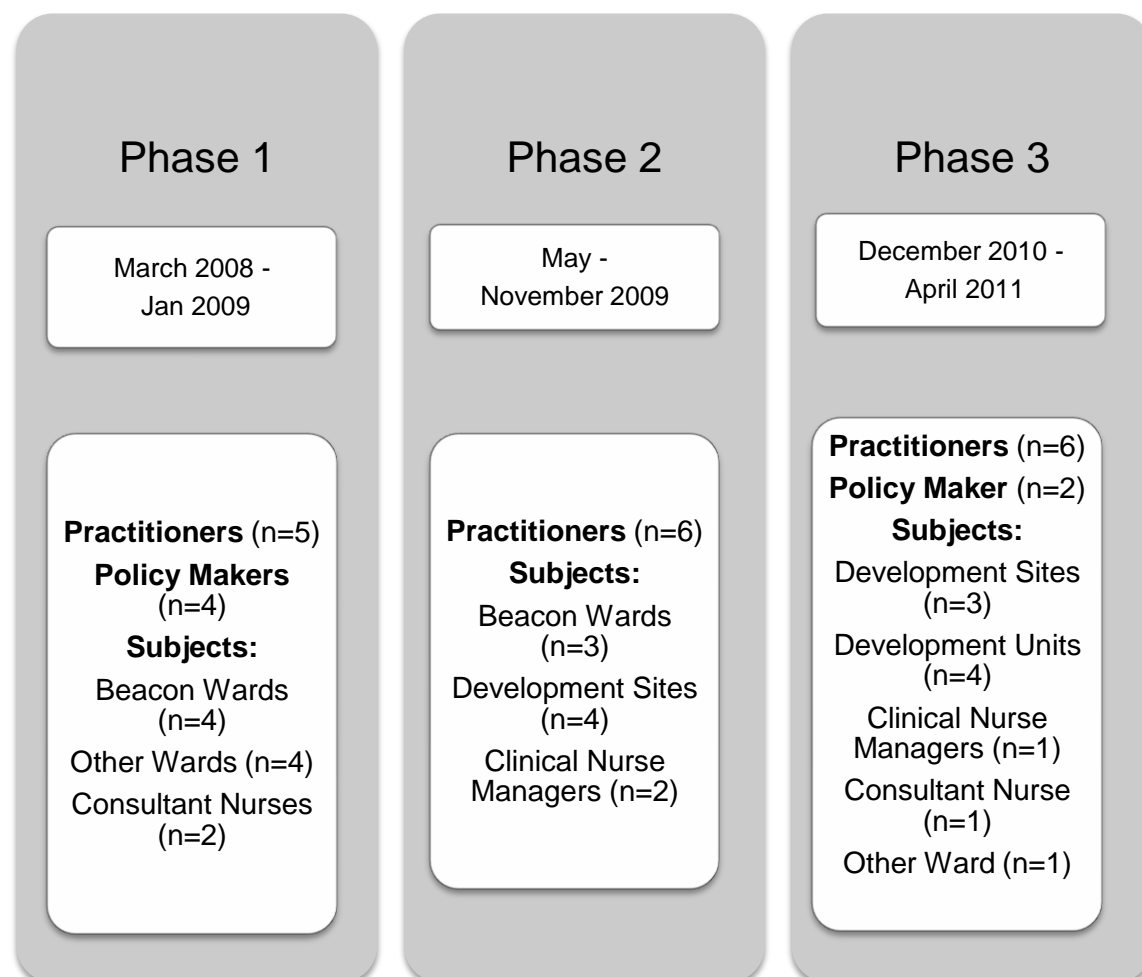 Phase 1
March 2008 -
Jan 2009
Practitioners (n=5)
Policy Makers
(n=4)
Subjects:
Beacon Wards
(n=4)
Other Wards (n=4)
Consultant Nurses
(n=2)
Phase 2
May -
November 2009
Practitioners (n=6)
Subjects:
Beacon Wards
(n=3)
Development Sites
(n=4)
Clinical Nurse
Managers (n=2)
Phase 3
December 2010 -
April 2011
Practitioners (n=6)
Policy Maker (n=2)
Subjects:
Development Sites
(n=3)
Development Units
(n=4)
Clinical Nurse
Managers (n=1)
Consultant Nurse
(n=1)
Other Ward (n=1)